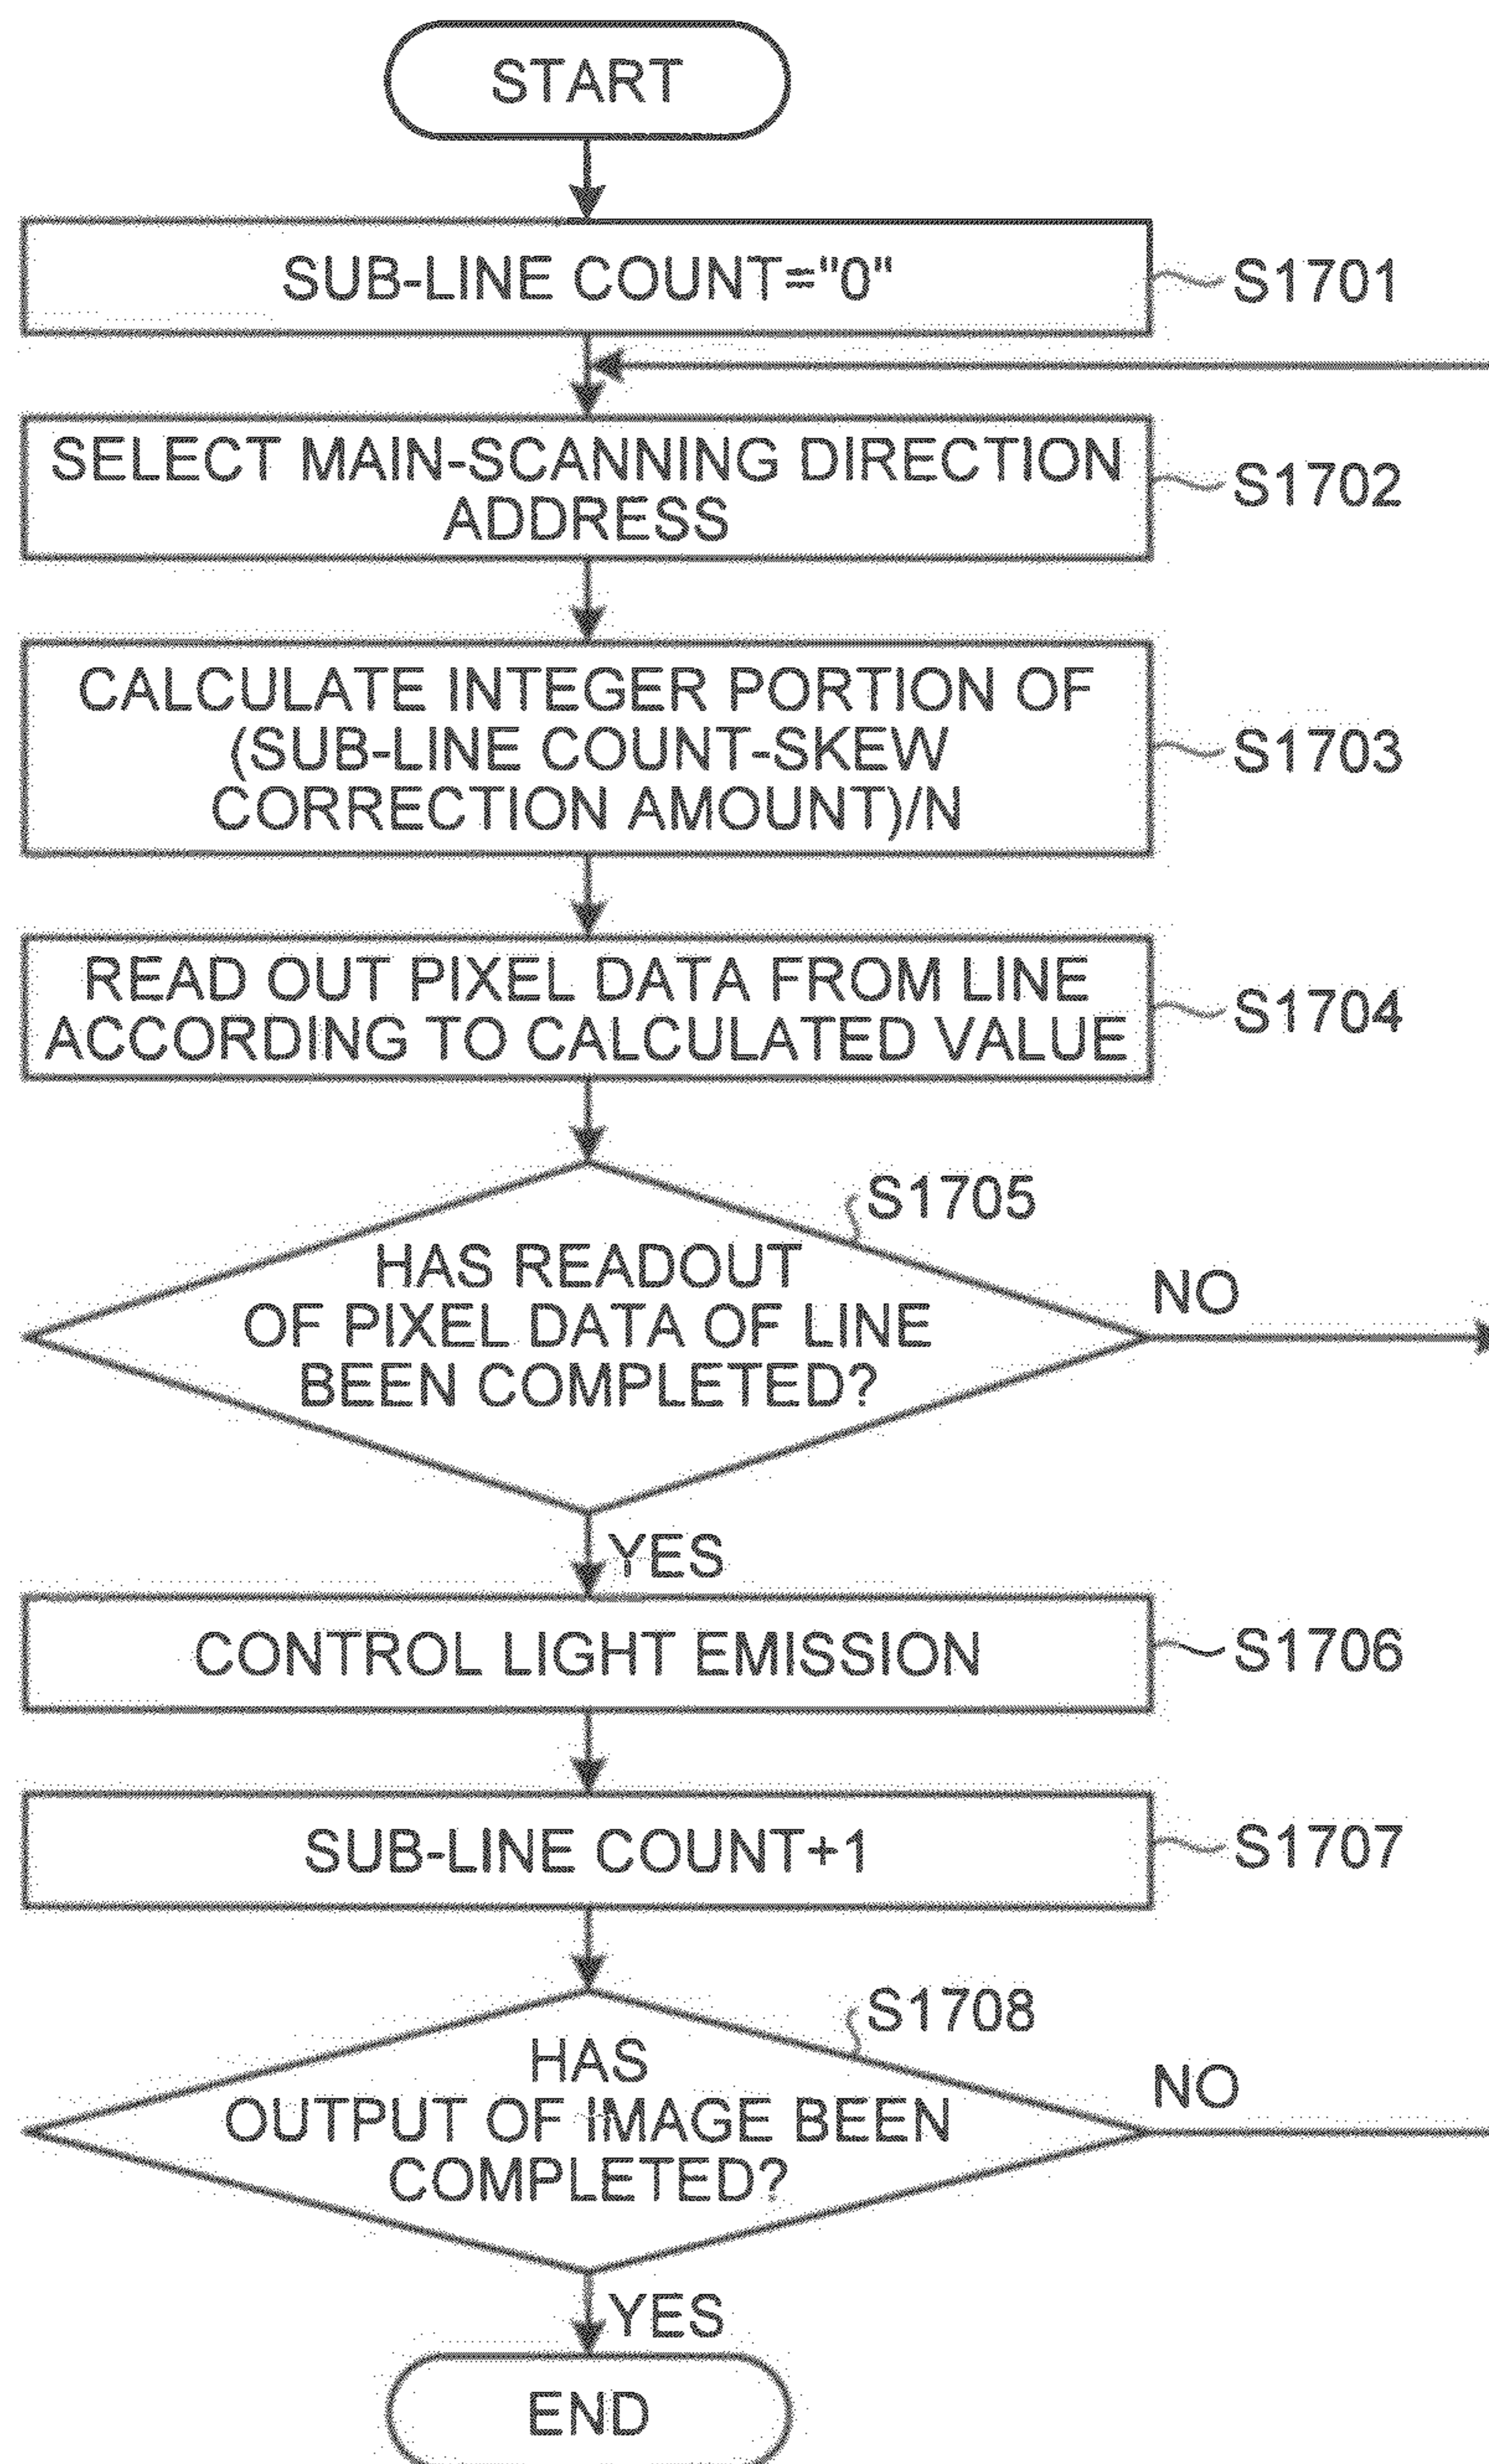 START
SUB-LINE COUNT="0"
S1701
SELECT MAIN-SCANNING DIRECTION
ADDRESS
S1702
CALCULATE INTEGER PORTION OF
(SUB-LINE COUNT-SKEW
CORRECTION AMOUNT)/N
S1703
READ OUT PIXEL DATA FROM LINE
ACCORDING TO CALCULATED VALUE
S1704
S1705
HAS READOUT
OF PIXEL DATA OF LINE
BEEN COMPLETED?
NO
YES
CONTROL LIGHT EMISSION
S1706
SUB-LINE COUNT+1
S1707
S1708
HAS
OUTPUT OF IMAGE BEEN
COMPLETED?
NO
YES
END